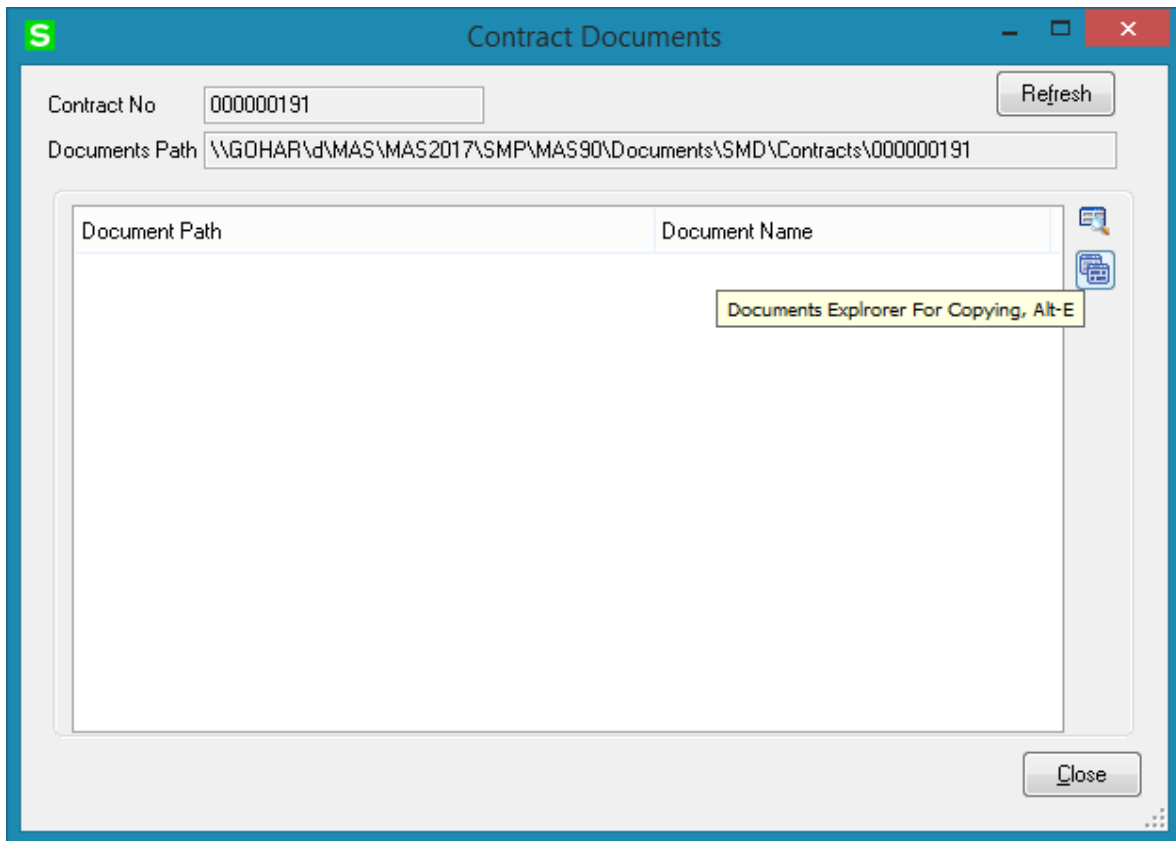 S
Contract Documents
Contract No 000000191 Refresh
Documents Path \\GOHAR\d\MAS\MAS2017\SMP\MAS90\Documents\SMD\Contracts\000000191
Document Path Document Name
Documents Explrorer For Copying, Alt-E
Close